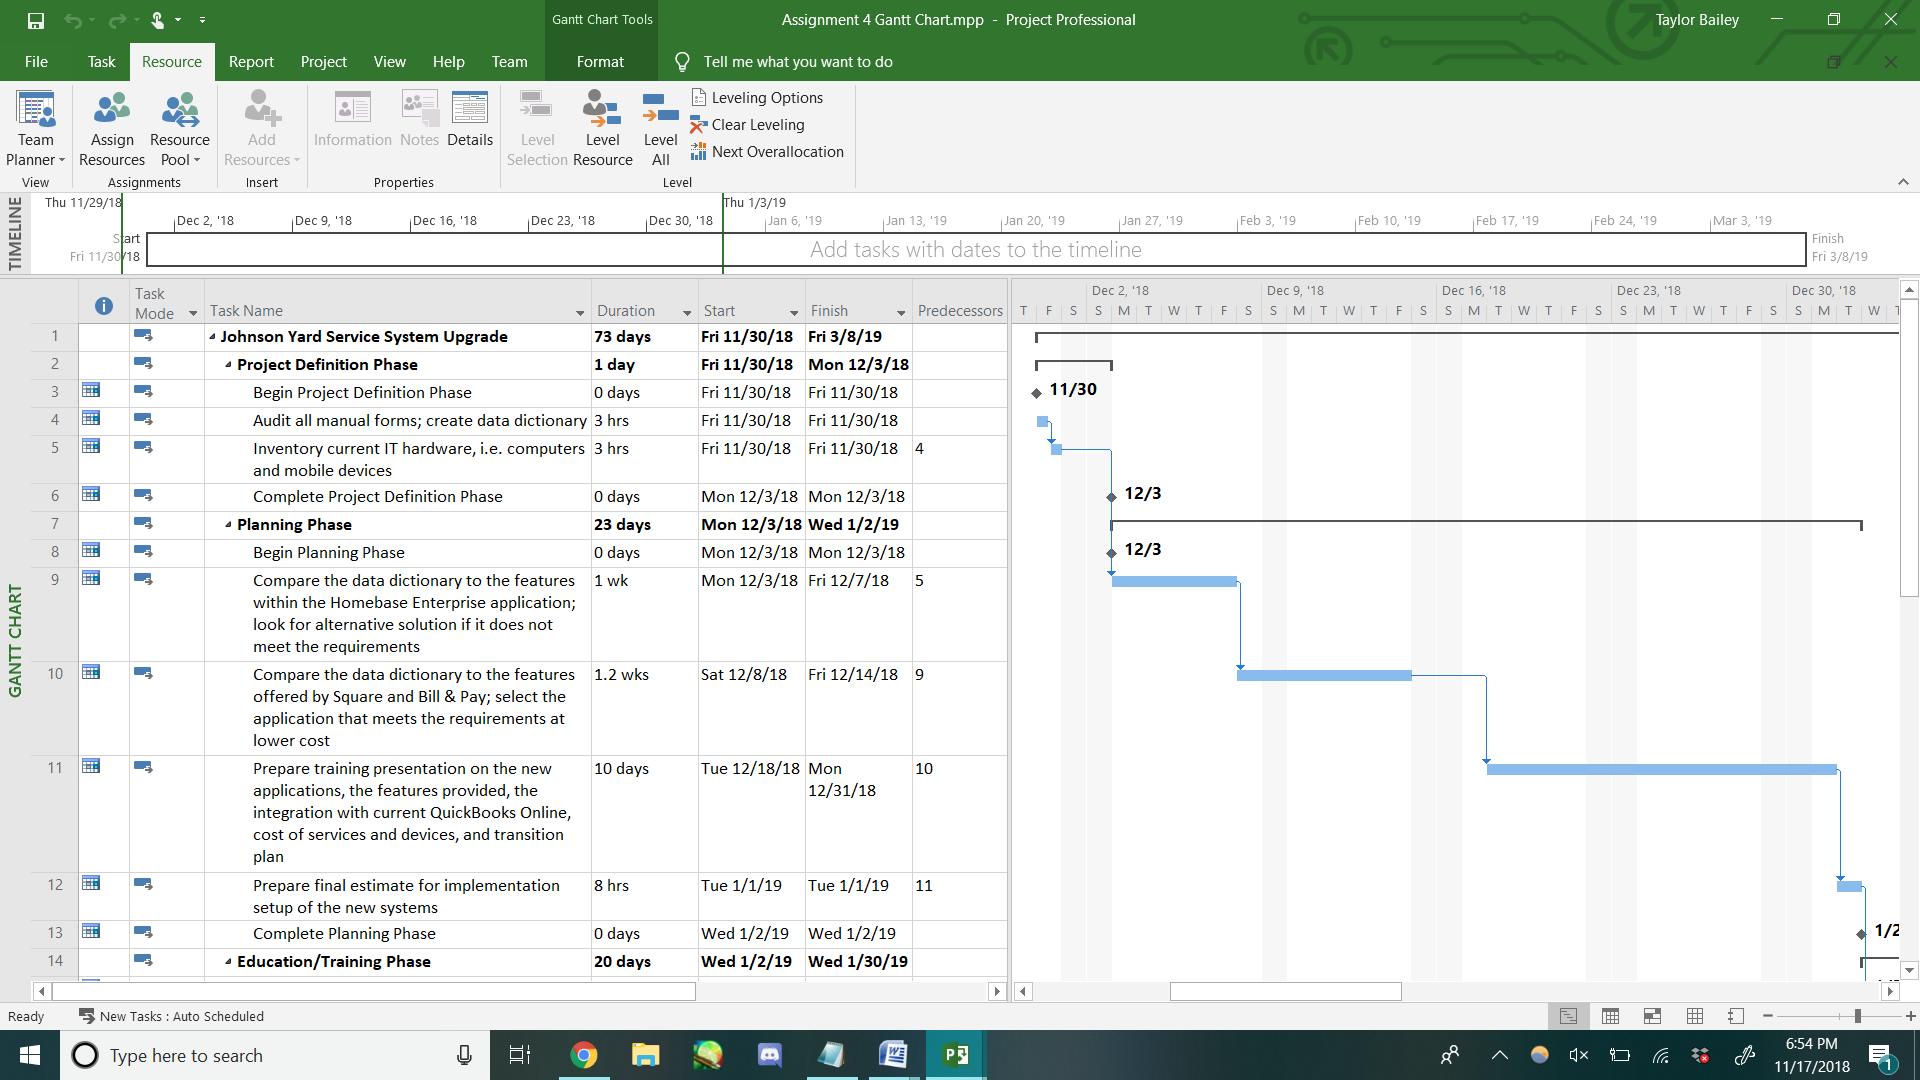 Gantt Chart Tools
Assignment 4 Gantt Chart.mpp - Project Professional
Taylor Bailey
File Task Resource Report Project View Help Team Format Tell me what you want to do
Team Planner
Assign Resources
Resource Pool
Add Resources
Information
Notes
Details
Level Selection
Level Resource
Level All
Leveling Options
Clear Leveling
Next Overallocation
View Assignments Insert Properties Level
TIMELINE
Thu 11/29/18 Thu 1/3/19
Dec 2, '18 Dec 9, '18 Dec 16, '18 Dec 23, '18 Dec 30, '18 Jan 6, '19 Jan 13, '19 Jan 20, '19 Jan 27, '19 Feb 3, '19 Feb 10, '19 Feb 17, '19 Feb 24, '19 Mar 3, '19
Start
Fri 11/30/18
Add tasks with dates to the timeline
Finish
Fri 3/8/19
GANTT CHART
Task Mode Task Name Duration Start Finish Predecessors
Dec 2, '18 Dec 9, '18 Dec 16, '18 Dec 23, '18 Dec 30, '18
T F S S M T W T F S S M T W T F S S M T W T F S S M T W T F S S M T W T
1 Johnson Yard Service System Upgrade 73 days Fri 11/30/18 Fri 3/8/19
2 Project Definition Phase 1 day Fri 11/30/18 Mon 12/3/18
3 Begin Project Definition Phase 0 days Fri 11/30/18 Fri 11/30/18 11/30
4 Audit all manual forms; create data dictionary 3 hrs Fri 11/30/18 Fri 11/30/18
5 Inventory current IT hardware, i.e. computers 3 hrs Fri 11/30/18 Fri 11/30/18 4
and mobile devices
6 Complete Project Definition Phase 0 days Mon 12/3/18 Mon 12/3/18 12/3
7 Planning Phase 23 days Mon 12/3/18 Wed 1/2/19
8 Begin Planning Phase 0 days Mon 12/3/18 Mon 12/3/18 12/3
9 Compare the data dictionary to the features 1 wk Mon 12/3/18 Fri 12/7/18 5
within the Homebase Enterprise application;
look for alternative solution if it does not
meet the requirements
10 Compare the data dictionary to the features 1.2 wks Sat 12/8/18 Fri 12/14/18 9
offered by Square and Bill & Pay; select the
application that meets the requirements at
lower cost
11 Prepare training presentation on the new 10 days Tue 12/18/18 Mon 12/31/18 10
applications, the features provided, the
integration with current QuickBooks Online,
cost of services and devices, and transition
plan
12 Prepare final estimate for implementation 8 hrs Tue 1/1/19 Tue 1/1/19 11
setup of the new systems
13 Complete Planning Phase 0 days Wed 1/2/19 Wed 1/2/19 1/2
14 Education/Training Phase 20 days Wed 1/2/19 Wed 1/30/19
Ready New Tasks : Auto Scheduled
Type here to search
6:54 PM
11/17/2018
1